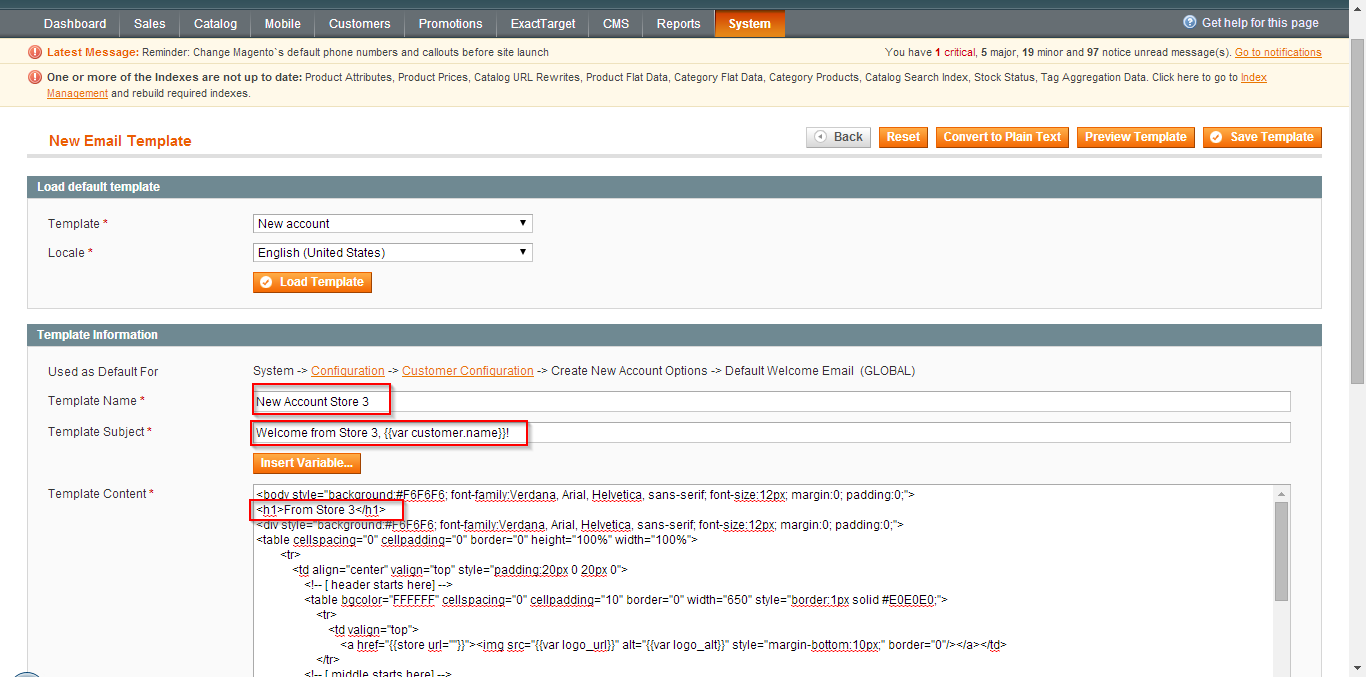 Dashboard Sales Catalog Mobile Customers Promotions ExactTarget CMS Reports System Get help for this page
Latest Message: Reminder: Change Magento`s default phone numbers and callouts before site launch You have 1 critical, 5 major, 19 minor and 97 notice unread message(s). Go to notifications
One or more of the Indexes are not up to date: Product Attributes, Product Prices, Catalog URL Rewrites, Product Flat Data, Category Flat Data, Category Products, Catalog Search Index, Stock Status, Tag Aggregation Data. Click here to go to Index
Management and rebuild required indexes.
New Email Template Back Reset Convert to Plain Text Preview Template Save Template
Load default template
Template * New account
Locale * English (United States)
Load Template
Template Information
Used as Default For System -> Configuration -> Customer Configuration -> Create New Account Options -> Default Welcome Email (GLOBAL)
Template Name * New Account Store 3
Template Subject * Welcome from Store 3, {{var customer.name}}!
Insert Variable...
Template Content * <body style="background:#F6F6F6; font-family:Verdana, Arial, Helvetica, sans-serif; font-size:12px; margin:0; padding:0;">
<h1>From Store 3</h1>
<div style="background:#F6F6F6; font-family:Verdana, Arial, Helvetica, sans-serif; font-size:12px; margin:0; padding:0;">
<table cellspacing="0" cellpadding="0" border="0" height="100%" width="100%">
<tr>
<td align="center" valign="top" style="padding:20px 0 20px 0">
<!-- [ header starts here] -->
<table bgcolor="FFFFFF" cellspacing="0" cellpadding="10" border="0" width="650" style="border:1px solid #E0E0E0;">
<tr>
<td valign="top">
<a href="{{store url=""}}"><img src="{{var logo_url}}" alt="{{var logo_alt}}" style="margin-bottom:10px;" border="0"/></a></td>
</tr>
<!-- [ middle starts here] -->